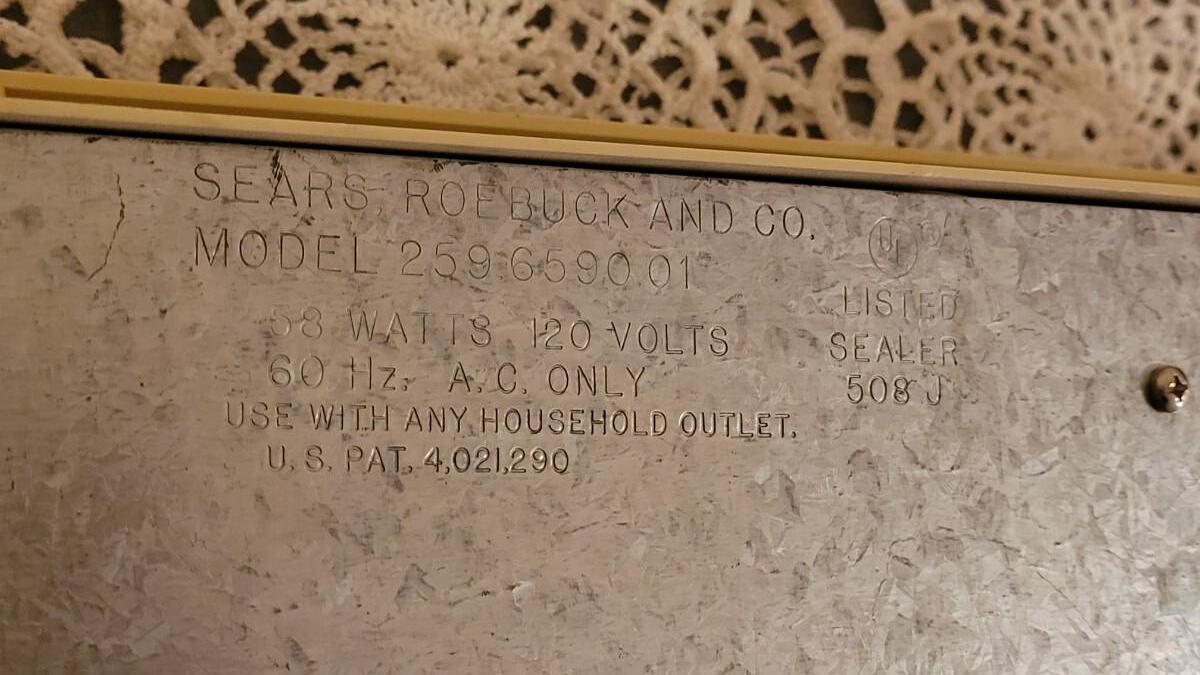 SEARS, ROEBUCK AND CO.
MODEL 259.6590.01
58 WATTS 120 VOLTS
60 Hz. A.C. ONLY
USE WITH ANY HOUSEHOLD OUTLET.
U.S. PAT. 4,021,290
UL ®
LISTED
SEALER
508 J